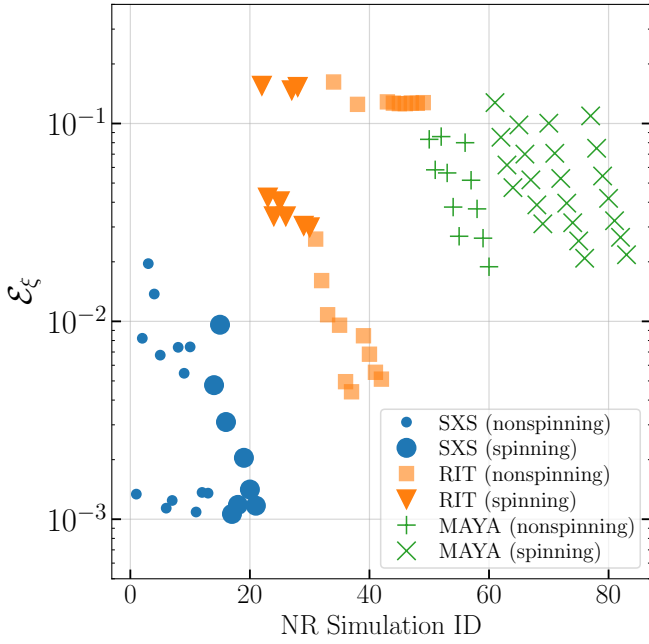 10⁻¹
10⁻²
10⁻³
ℰ_ξ
SXS (nonspinning)
SXS (spinning)
RIT (nonspinning)
RIT (spinning)
MAYA (nonspinning)
MAYA (spinning)
0 20 40 60 80
NR Simulation ID